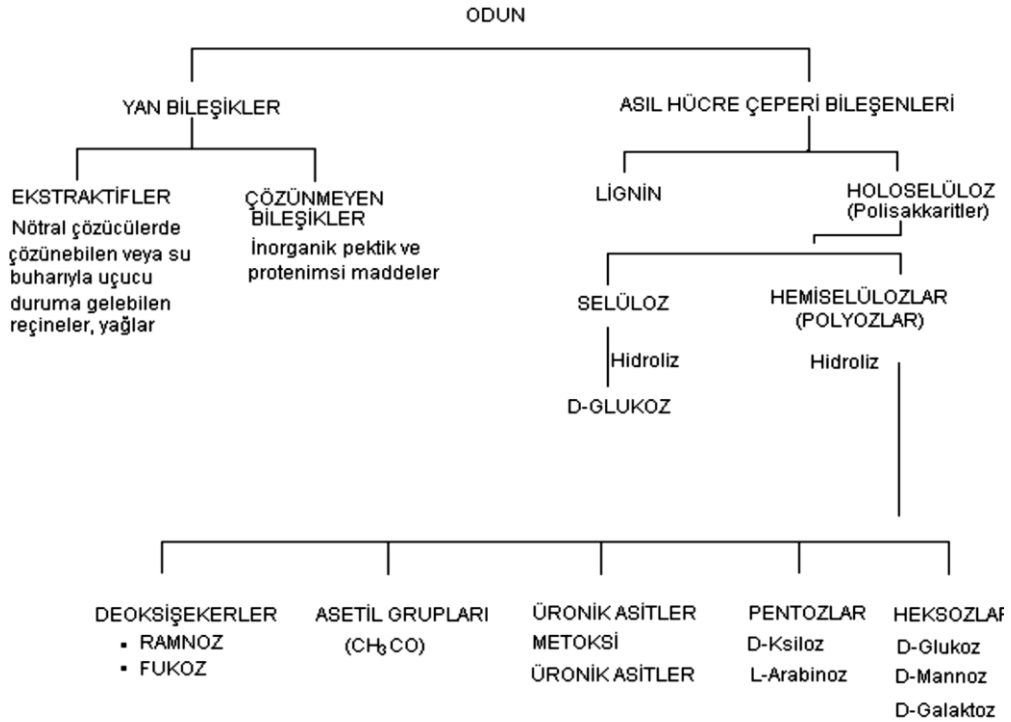 ODUN
YAN BİLEŞİKLER
ASIL HÜCRE ÇEPERİ BİLEŞENLERİ
EKSTRAKTİFLER
Nötral çözücülerde
çözünebilen veya su
buharıyla uçucu
duruma gelebilen
reçineler, yağlar
ÇÖZÜNMEYEN
BİLEŞİKLER
İnorganik pektik ve
protenimsi maddeler
LİGNİN
HOLOSELÜLOZ
(Polisakkaritler)
SELÜLOZ
Hidroliz
D-GLUKOZ
HEMİSELÜLOZLAR
(POLYOZLAR)
Hidroliz
DEOKSİŞEKERLER
▪ RAMNOZ
▪ FUKOZ
ASETİL GRUPLARI
(CH₃CO)
ÜRONİK ASİTLER
METOKSİ
ÜRONİK ASİTLER
PENTOZLAR
D-Ksiloz
L-Arabinoz
HEKSOZLAR
D-Glukoz
D-Mannoz
D-Galaktoz